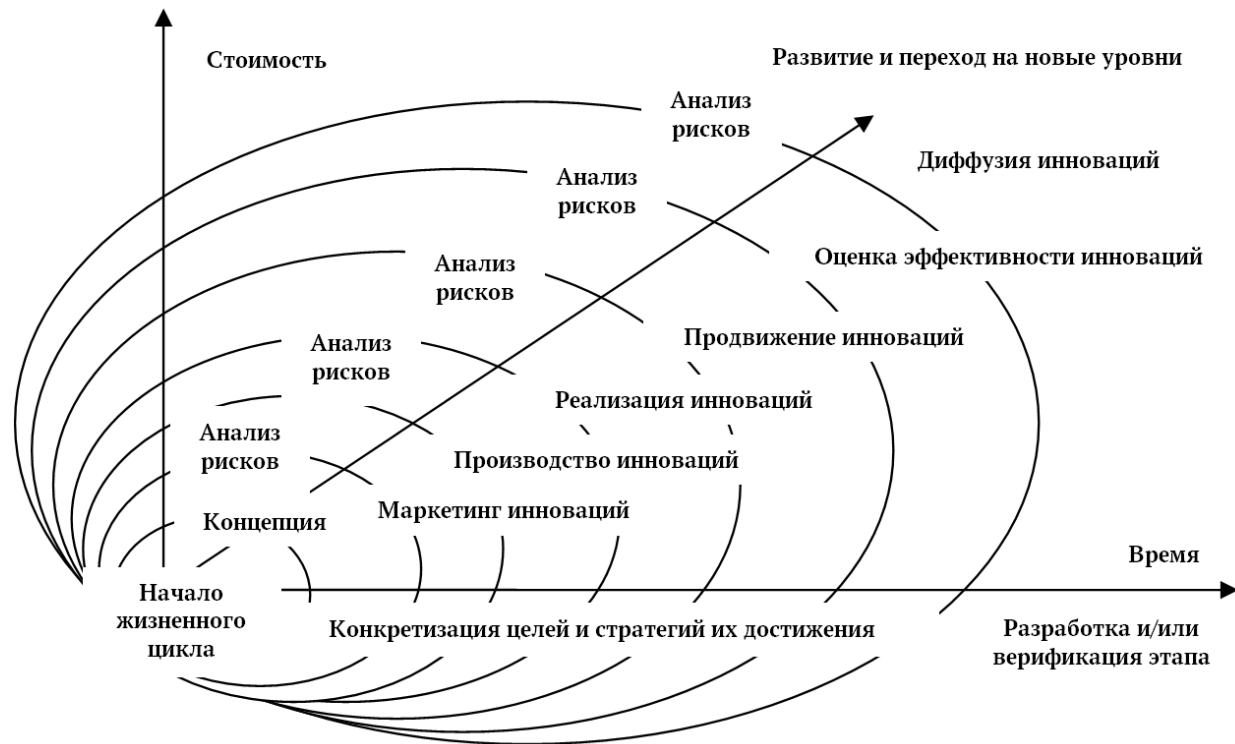 Стоимость
Развитие и переход на новые уровни
Анализ
рисков
Диффузия инноваций
Анализ
рисков
Оценка эффективности инноваций
Анализ
рисков
Продвижение инноваций
Анализ
рисков
Реализация инноваций
Анализ
рисков
Производство инноваций
Маркетинг инноваций
Концепция
Время
Начало
жизненного
цикла
Конкретизация целей и стратегий их достижения
Разработка и/или
верификация этапа